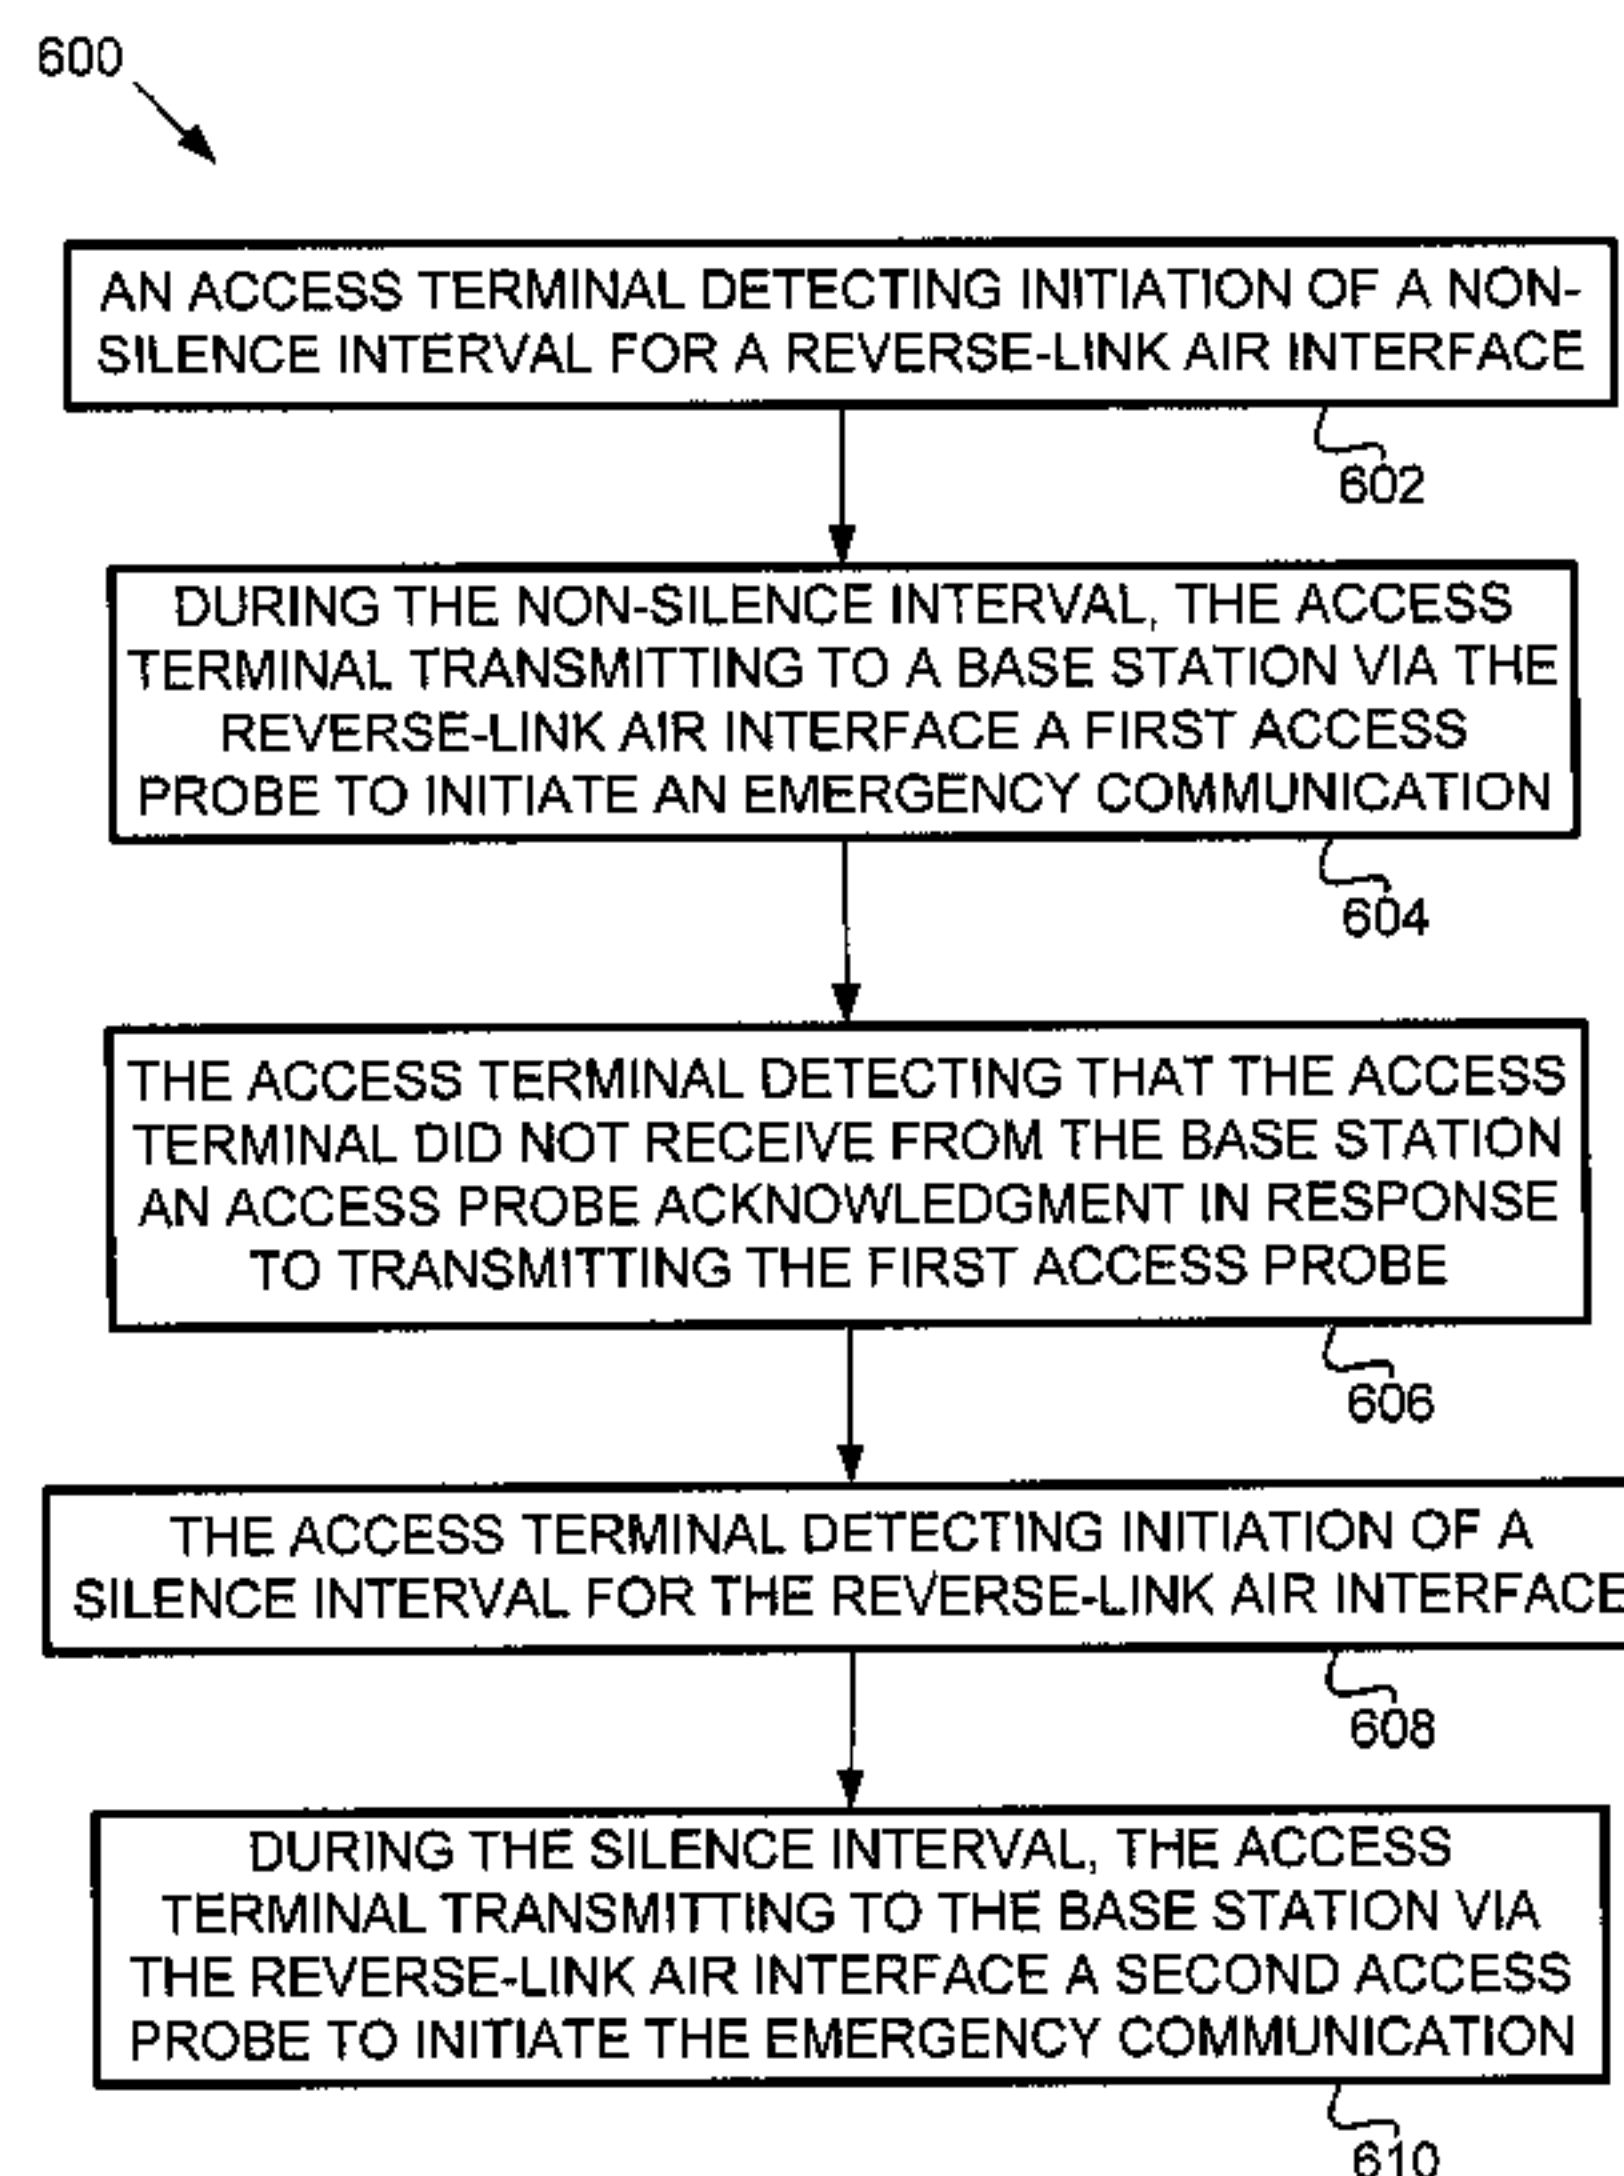 600
AN ACCESS TERMINAL DETECTING INITIATION OF A NON-
SILENCE INTERVAL FOR A REVERSE-LINK AIR INTERFACE
602
DURING THE NON-SILENCE INTERVAL, THE ACCESS
TERMINAL TRANSMITTING TO A BASE STATION VIA THE
REVERSE-LINK AIR INTERFACE A FIRST ACCESS
PROBE TO INITIATE AN EMERGENCY COMMUNICATION
604
THE ACCESS TERMINAL DETECTING THAT THE ACCESS
TERMINAL DID NOT RECEIVE FROM THE BASE STATION
AN ACCESS PROBE ACKNOWLEDGMENT IN RESPONSE
TO TRANSMITTING THE FIRST ACCESS PROBE
606
THE ACCESS TERMINAL DETECTING INITIATION OF A
SILENCE INTERVAL FOR THE REVERSE-LINK AIR INTERFACE
608
DURING THE SILENCE INTERVAL, THE ACCESS
TERMINAL TRANSMITTING TO THE BASE STATION VIA
THE REVERSE-LINK AIR INTERFACE A SECOND ACCESS
PROBE TO INITIATE THE EMERGENCY COMMUNICATION
610